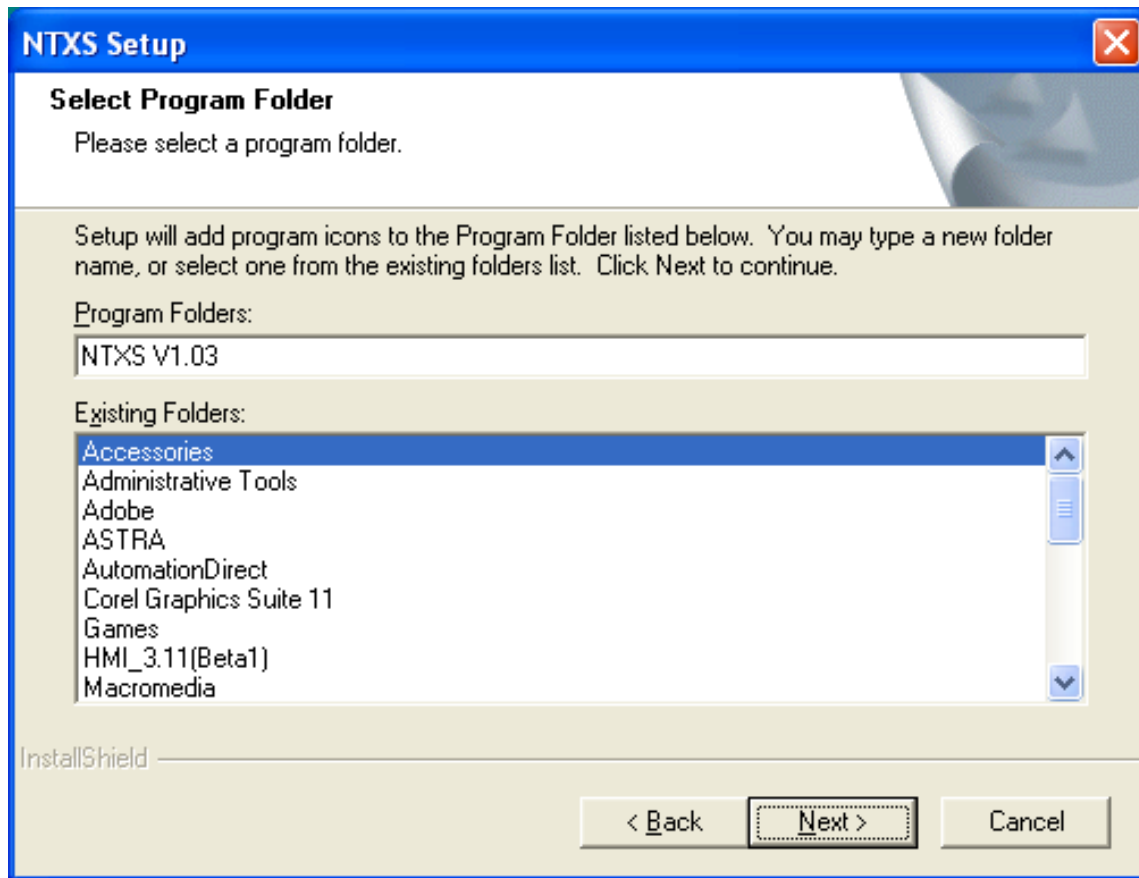 NTXS Setup
Select Program Folder
Please select a program folder.
Setup will add program icons to the Program Folder listed below.  You may type a new folder
name, or select one from the existing folders list.  Click Next to continue.
Program Folders:
NTXS V1.03
Existing Folders:
Accessories
Administrative Tools
Adobe
ASTRA
AutomationDirect
Corel Graphics Suite 11
Games
HMI_3.11(Beta1)
Macromedia
InstallShield
< Back Next > Cancel